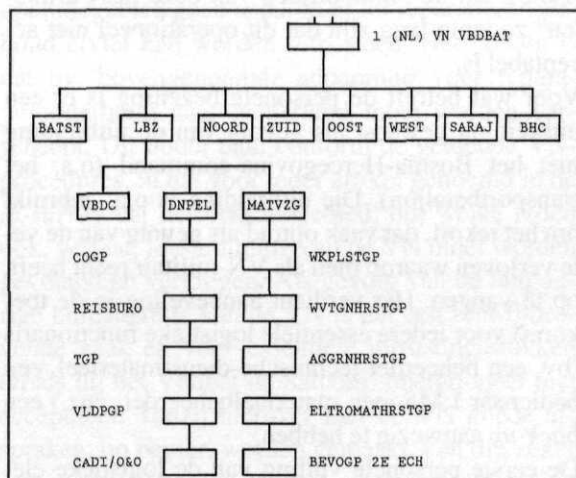 1 (NL) VN VBDBAT
BATST LBZ NOORD ZUID OOST WEST SARAJ BHC
VBDC DNPEL MATVZG
COGP WKPLSTGP
REISBURO WVTGNHRSTGP
TGP AGGRNHRSTGP
VLDPGP ELTROMATHRSTGP
CADI/O&O BEVOGP 2E ECH